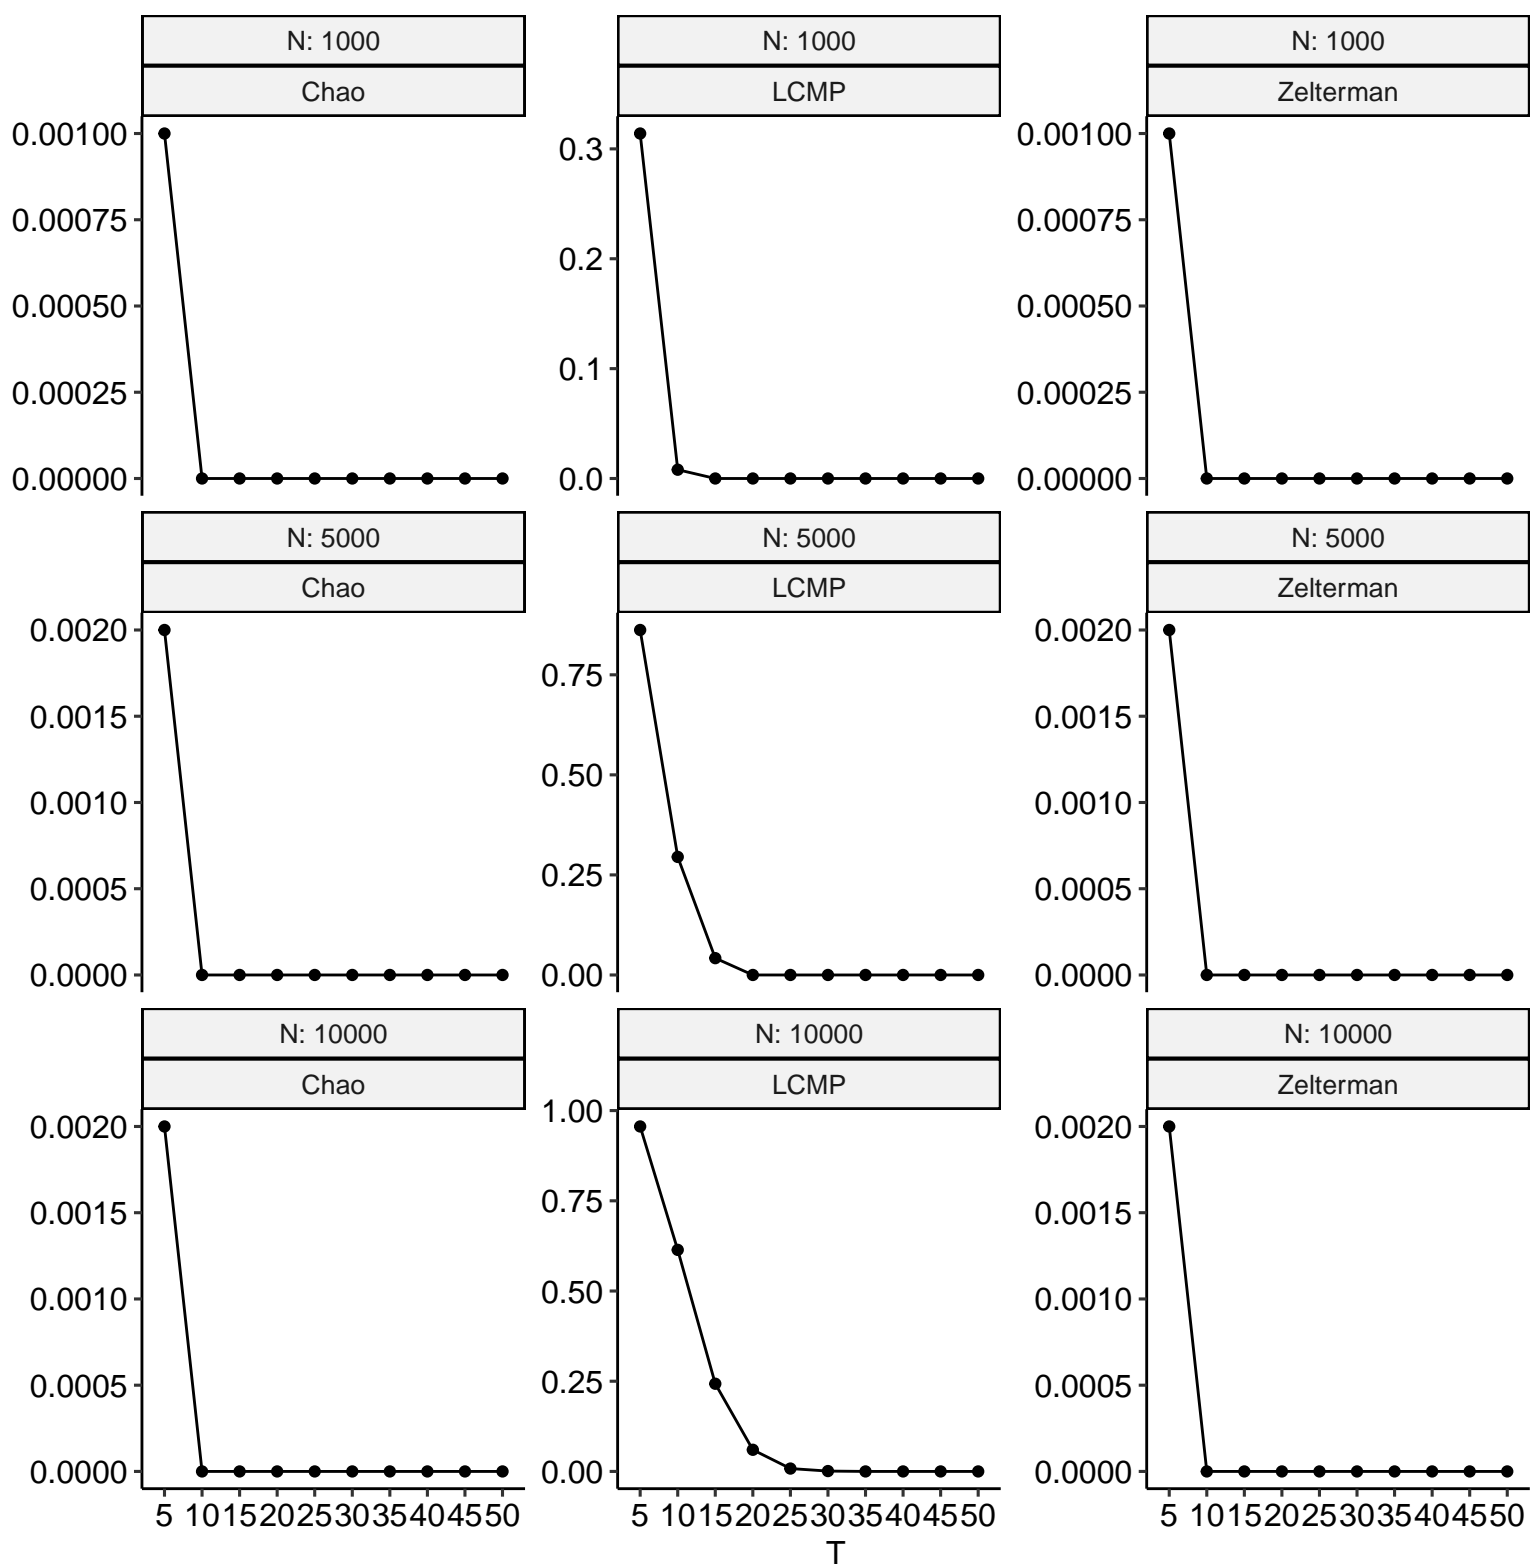 N: 1000 N: 1000 N: 1000
Chao LCMP Zelterman
0.00100 0.3 0.00100
0.00075 0.2 0.00075
0.00050 0.1 0.00050
0.00025 0.0 0.00025
0.00000 0.00000
N: 5000 N: 5000 N: 5000
Chao LCMP Zelterman
0.0020 0.75 0.0020
0.0015 0.50 0.0015
0.0010 0.25 0.0010
0.0005 0.00 0.0005
0.0000 0.0000
N: 10000 N: 10000 N: 10000
Chao LCMP Zelterman
0.0020 1.00 0.0020
0.0015 0.75 0.0015
0.0010 0.50 0.0010
0.0005 0.25 0.0005
0.0000 0.00 0.0000
5 10 15 20 25 30 35 40 45 50 5 10 15 20 25 30 35 40 45 50 5 10 15 20 25 30 35 40 45 50
T